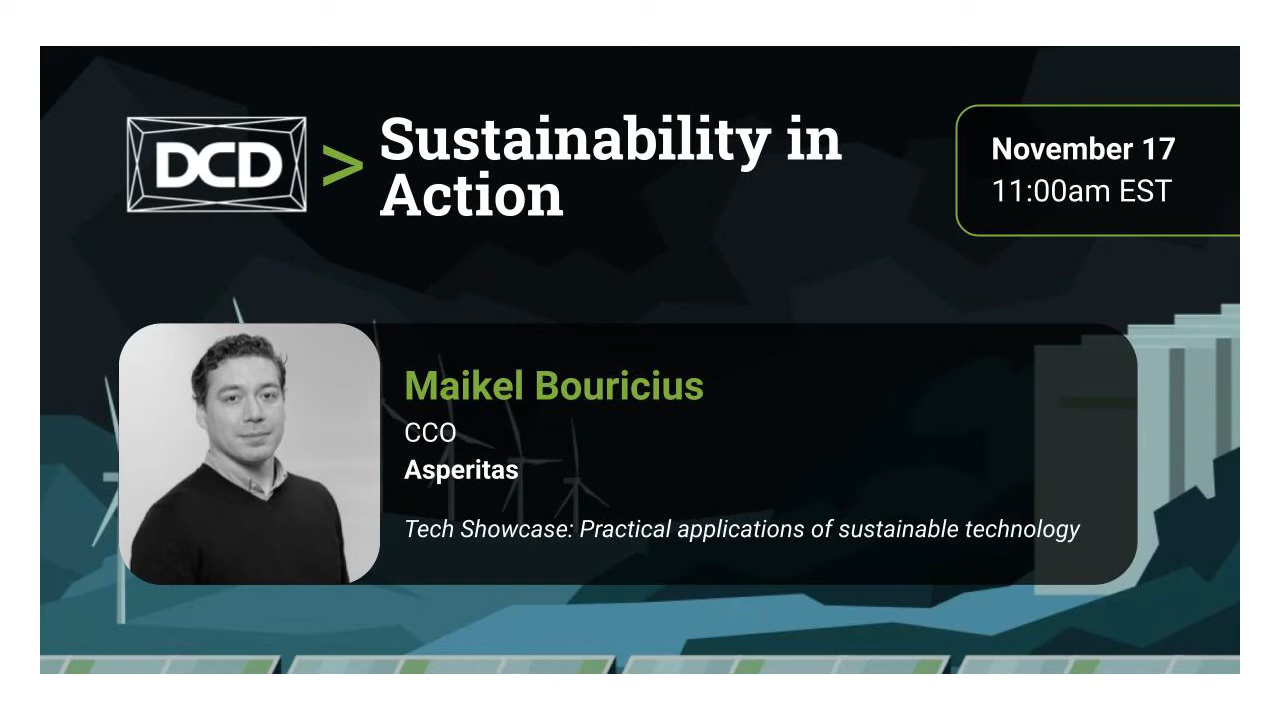 DCD
>
Sustainability in
Action
November 17
11:00am EST
Maikel Bouricius
CCO
Asperitas
Tech Showcase: Practical applications of sustainable technology